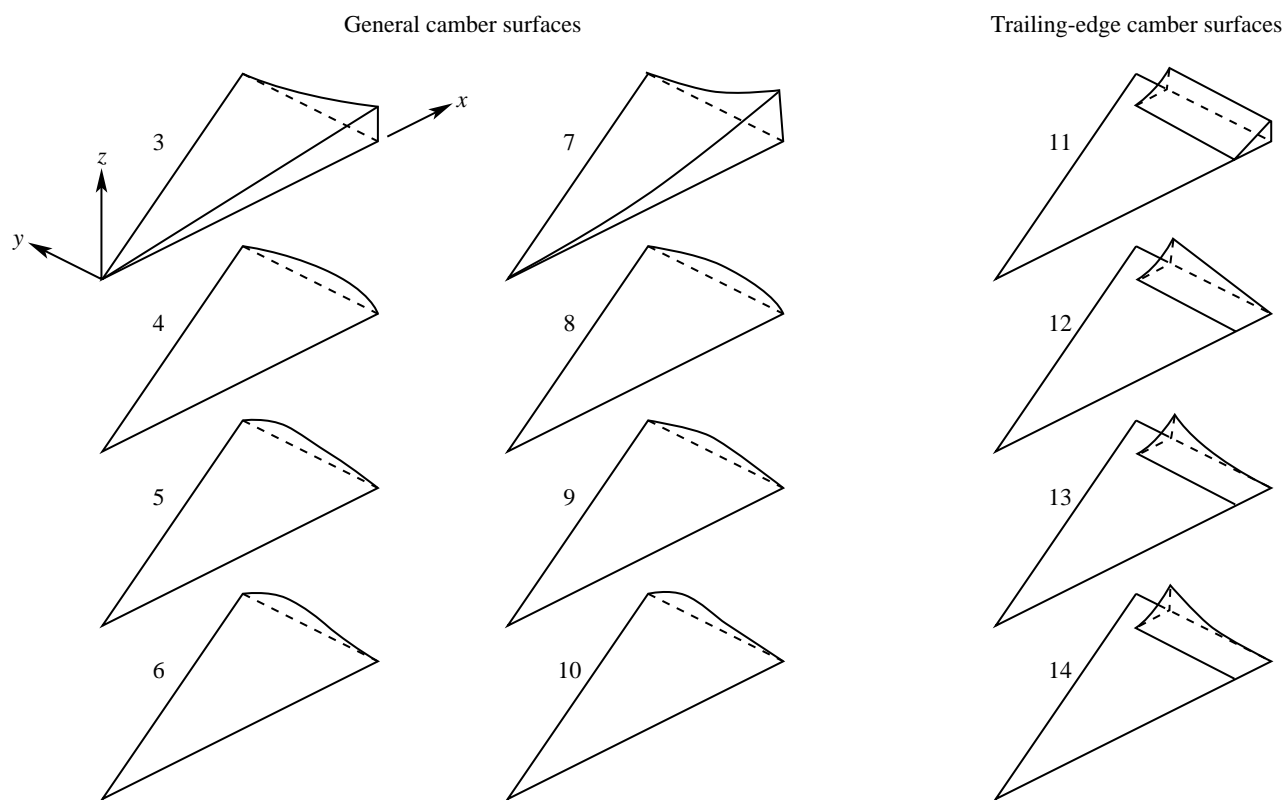 General camber surfaces
Trailing-edge camber surfaces
x
3
7
11
z
y
4
8
12
5
9
13
6
10
14